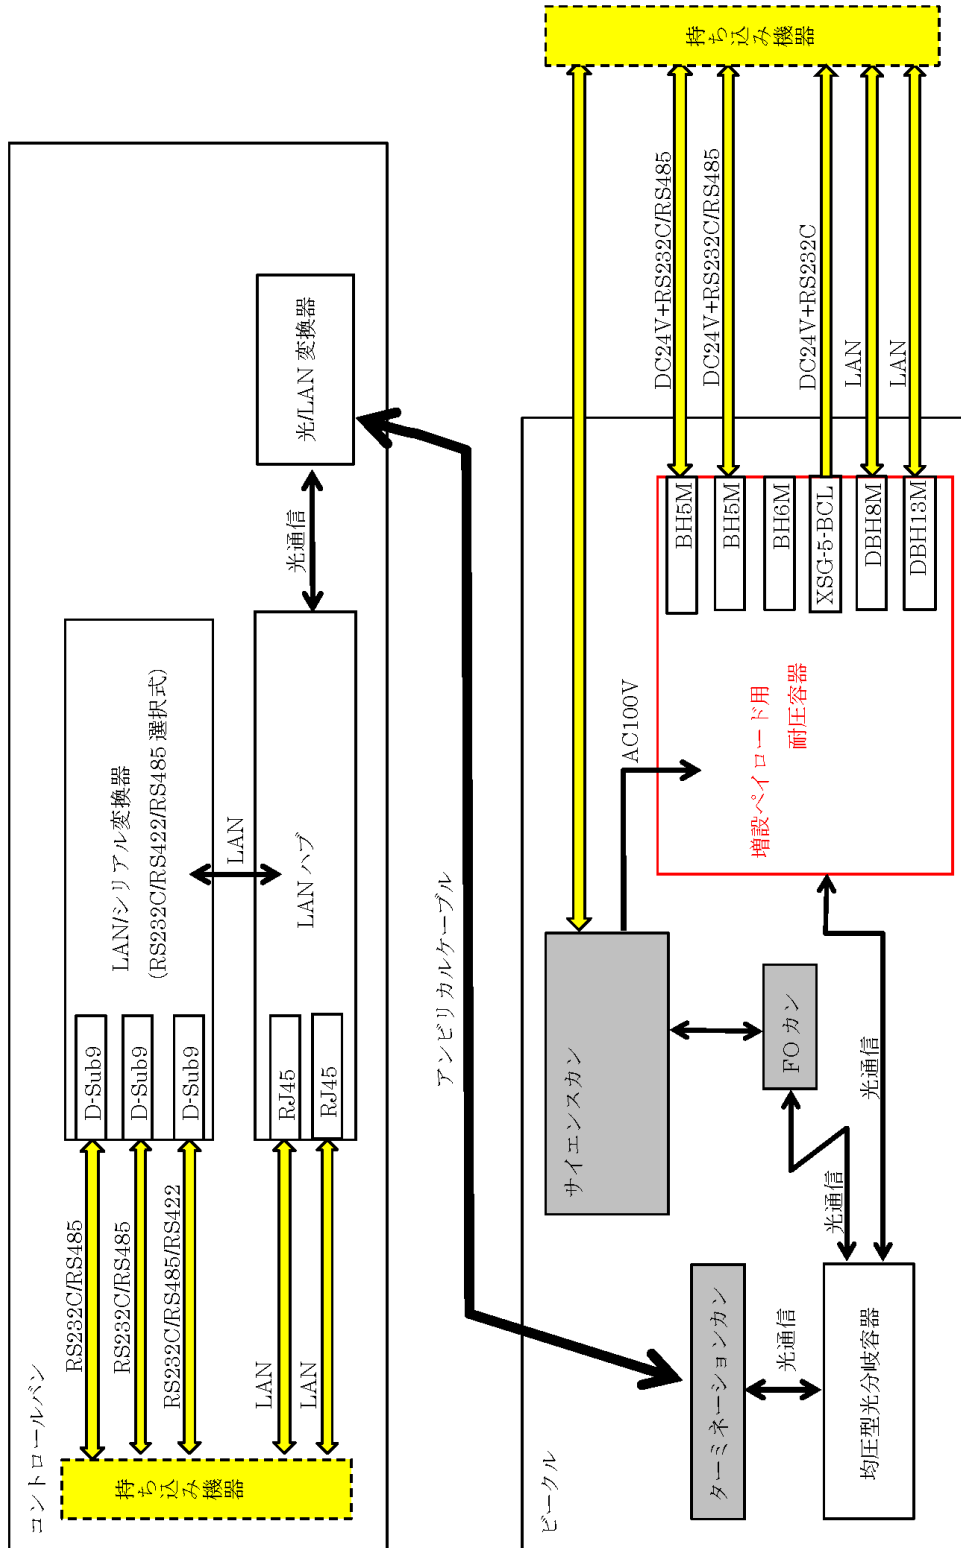 コントロールバン
持ち込み機器
RS232C/RS485
RS232C/RS485
RS232C/RS485/RS422
LAN
LAN
D-Sub9
D-Sub9
D-Sub9
RJ45
RJ45
LAN/シリアル変換器
(RS232C/RS422/RS485 選択式)
LAN
LAN ハブ
光通信
光/LAN 変換器
アンビリカルケーブル
ビークル
ターミネーションカン
光通信
均圧型光分岐容器
光通信
光通信
サイエンスカン
FO カン
AC100V
増設ペイロード用
耐圧容器
BH5M
BH5M
BH6M
XSG-5-BCL
DBH8M
DBH13M
DC24V+RS232C/RS485
DC24V+RS232C/RS485
DC24V+RS232C
LAN
LAN
持ち込み機器